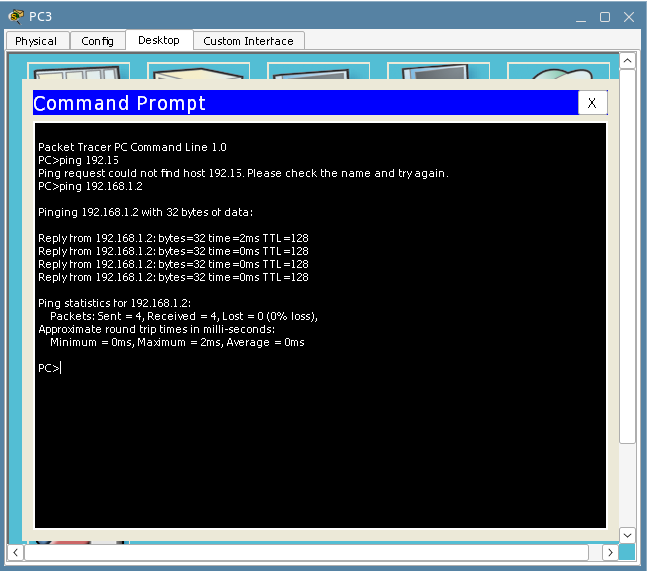 PC3
Physical Config Desktop Custom Interface
Command Prompt X
Packet Tracer PC Command Line 1.0
PC>ping 192.15
Ping request could not find host 192.15. Please check the name and try again.
PC>ping 192.168.1.2
Pinging 192.168.1.2 with 32 bytes of data:
Reply from 192.168.1.2: bytes=32 time=2ms TTL=128
Reply from 192.168.1.2: bytes=32 time=0ms TTL=128
Reply from 192.168.1.2: bytes=32 time=0ms TTL=128
Reply from 192.168.1.2: bytes=32 time=0ms TTL=128
Ping statistics for 192.168.1.2:
Packets: Sent = 4, Received = 4, Lost = 0 (0% loss),
Approximate round trip times in milli-seconds:
Minimum = 0ms, Maximum = 2ms, Average = 0ms
PC>